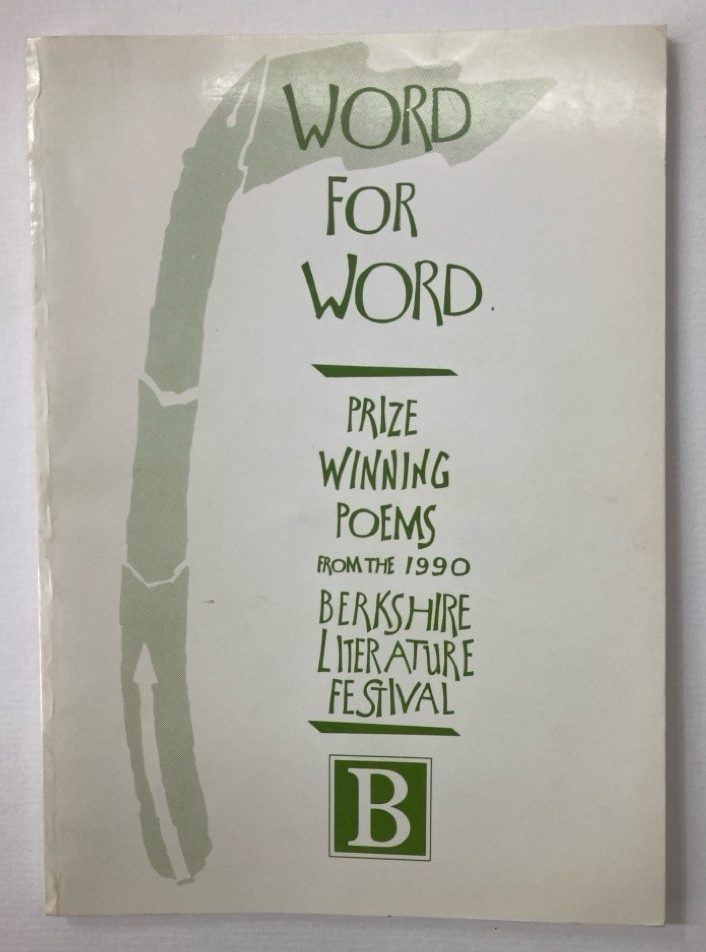 WORD
FOR
WORD.
PRIZE
WINNING
POEMS
FROM THE 1990
BERKSHIRE
LITERATURE
FESTIVAL
B